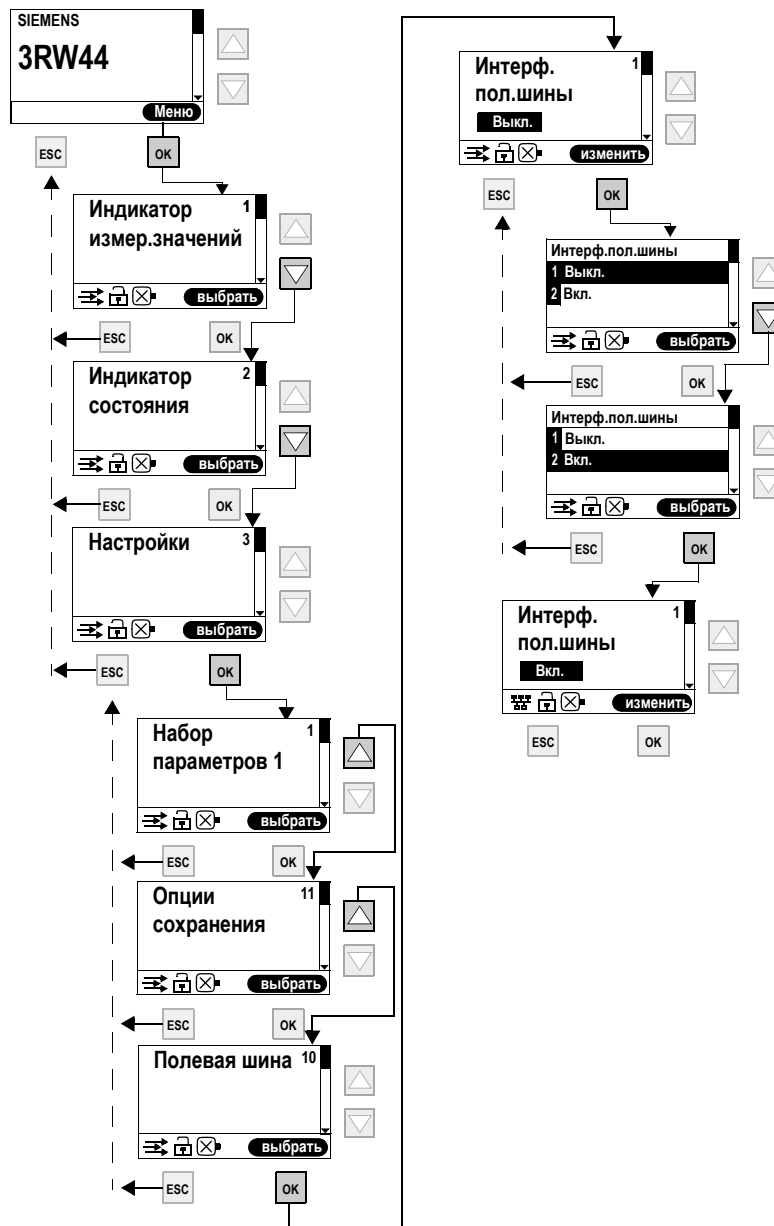 SIEMENS
3RW44
Меню
ESC
OK
Индикатор 1
измер.значений
выбрать
ESC
OK
Индикатор 2
состояния
выбрать
ESC
OK
Настройки 3
выбрать
ESC
OK
Набор 1
параметров 1
выбрать
ESC
OK
Опции 11
сохранения
выбрать
ESC
OK
Полевая шина 10
выбрать
ESC
OK
Интерф. 1
пол.шины
Выкл.
изменить
ESC
OK
Интерф.пол.шины
1 Выкл.
2 Вкл.
выбрать
ESC
OK
Интерф.пол.шины
1 Выкл.
2 Вкл.
выбрать
ESC
OK
Интерф. 1
пол.шины
Вкл.
изменить
ESC
OK